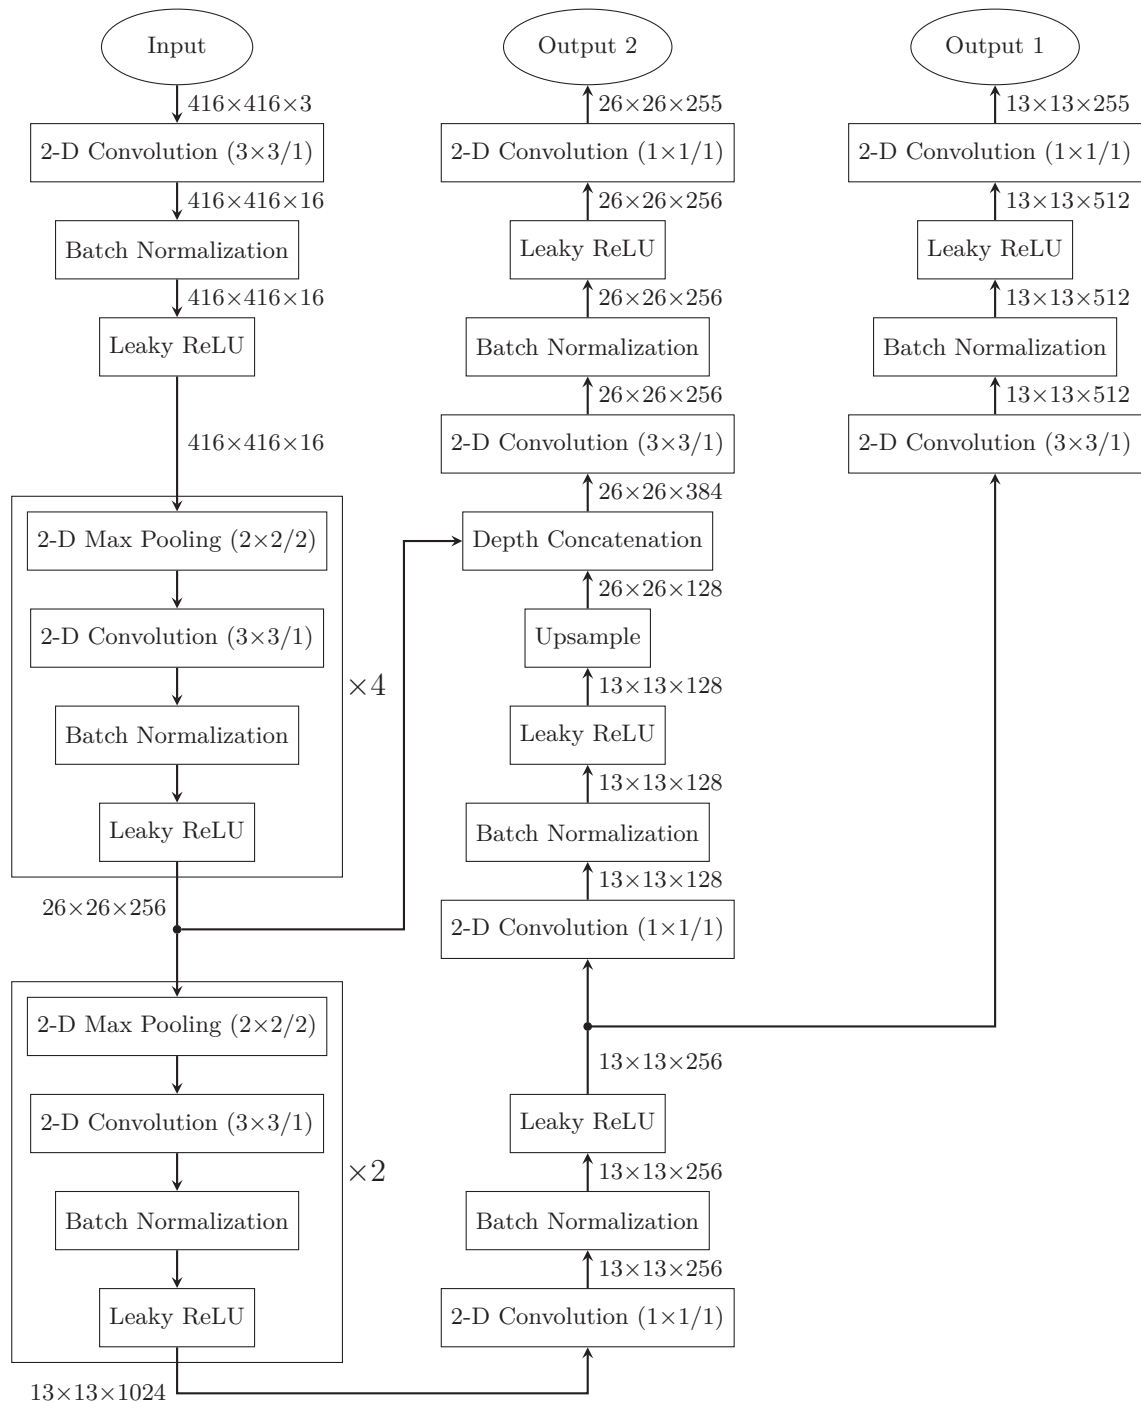 Input
416×416×3
2-D Convolution (3×3/1)
416×416×16
Batch Normalization
416×416×16
Leaky ReLU
416×416×16
2-D Max Pooling (2×2/2)
2-D Convolution (3×3/1)
Batch Normalization
Leaky ReLU
×4
26×26×256
2-D Max Pooling (2×2/2)
2-D Convolution (3×3/1)
Batch Normalization
Leaky ReLU
×2
13×13×1024
Output 2
26×26×255
2-D Convolution (1×1/1)
26×26×256
Leaky ReLU
26×26×256
Batch Normalization
26×26×256
2-D Convolution (3×3/1)
26×26×384
Depth Concatenation
26×26×128
Upsample
13×13×128
Leaky ReLU
13×13×128
Batch Normalization
13×13×128
2-D Convolution (1×1/1)
13×13×256
Leaky ReLU
13×13×256
Batch Normalization
13×13×256
2-D Convolution (1×1/1)
Output 1
13×13×255
2-D Convolution (1×1/1)
13×13×512
Leaky ReLU
13×13×512
Batch Normalization
13×13×512
2-D Convolution (3×3/1)